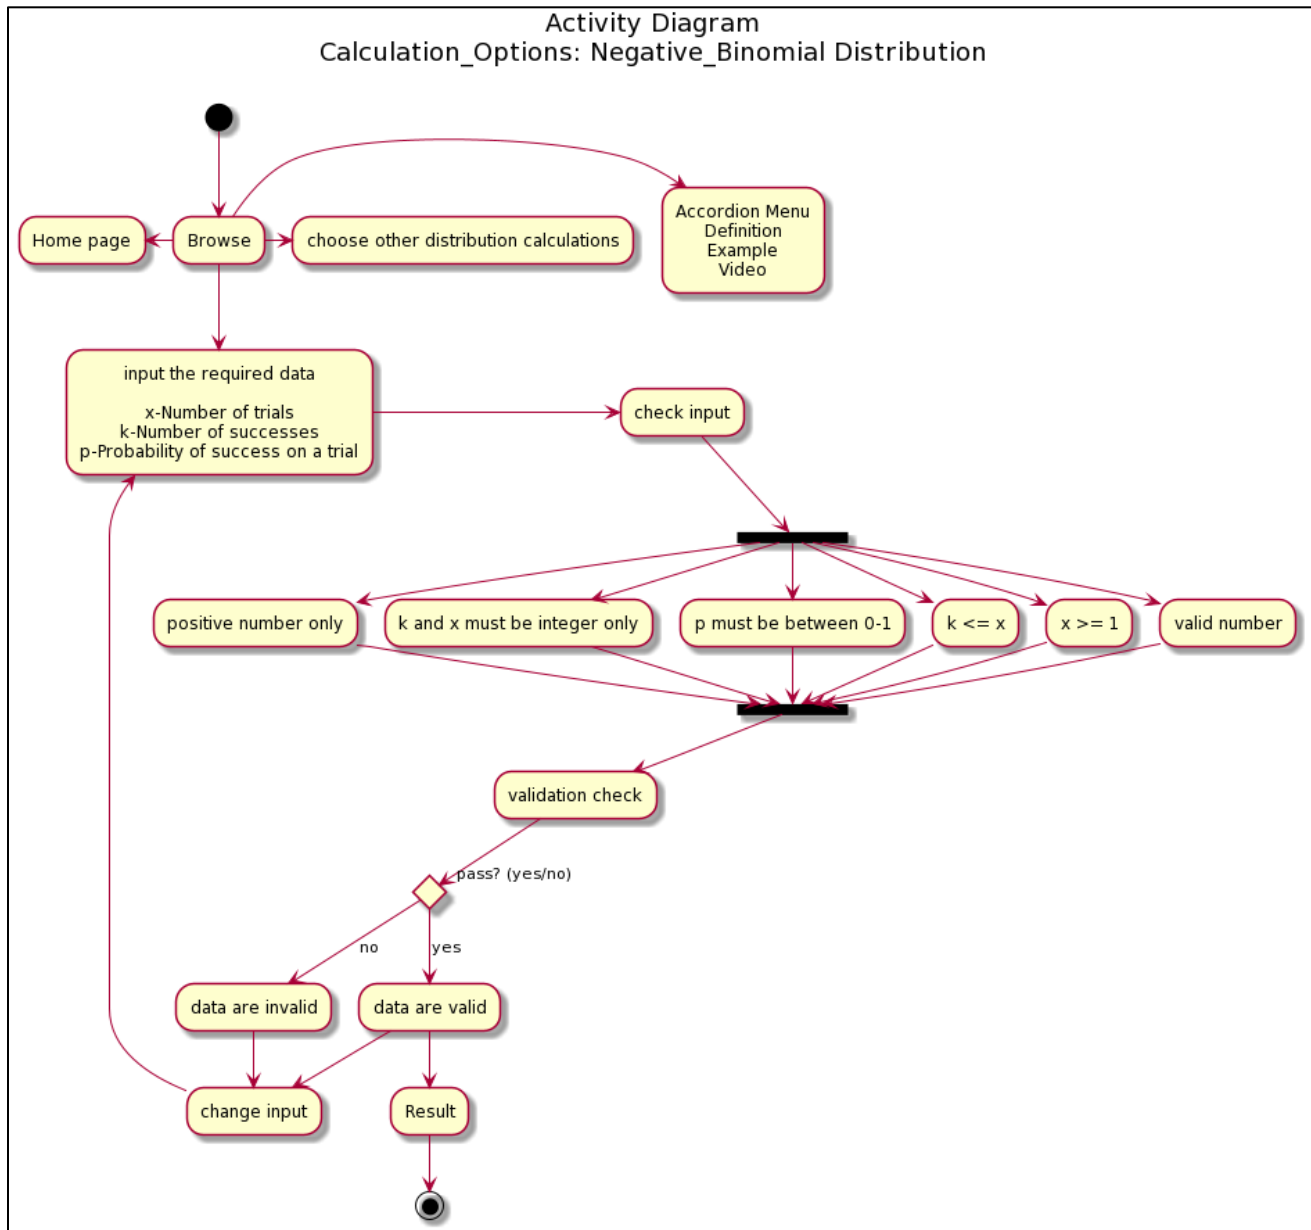 Activity Diagram
Calculation_Options: Negative_Binomial Distribution
Accordion Menu
Definition
Example
Video
Home page
Browse
choose other distribution calculations
input the required data
x-Number of trials
k-Number of successes
p-Probability of success on a trial
check input
positive number only
k and x must be integer only
p must be between 0-1
k <= x
x >= 1
valid number
validation check
pass? (yes/no)
no
yes
data are invalid
data are valid
change input
Result